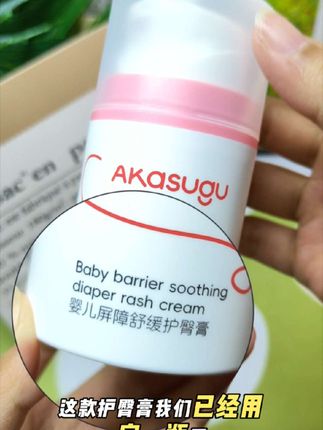 AKasugu
Baby barrier soothing
diaper rash cream
婴儿屏障舒缓护臀膏
这款护臀膏我们已经用